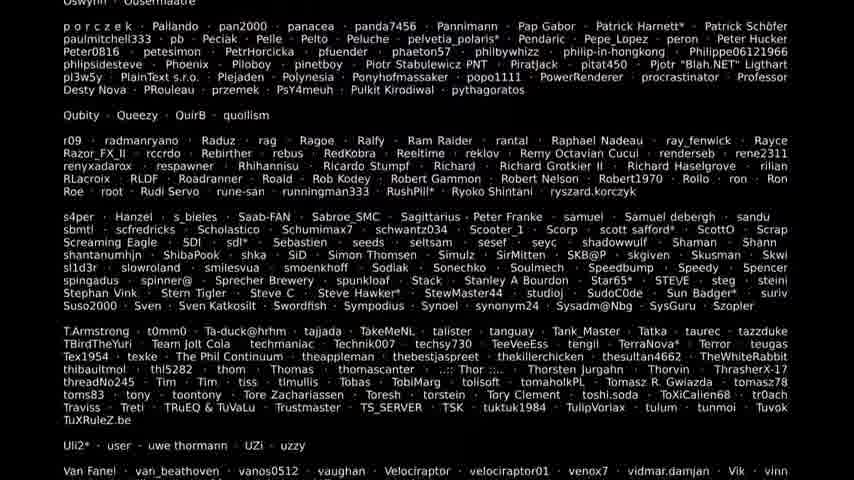 Oswynn · Ousermaatre
p o r c z e k · Pallando · pan2000 · panacea · panda7456 · Pannimann · Pap Gabor · Patrick Harnett* · Patrick Schöfer
paulmitchell333 · pb · Peciak · Pelle · Pelto · Peluche · pelvetia_polaris* · Pendaric · Pepe_Lopez · peron · Peter Hucker
Peter0816 · petesimon · PetrHorcicka · pfuender · phaeton57 · philbywhizz · philip-in-hongkong · Philippe06121966
phlipsidesteve · Phoenix · Piloboy · pinetboy · Piotr Stabulewicz PNT · PiratJack · pitat450 · Pjotr "Blah.NET" Ligthart
pl3w5y · PlainText s.r.o. · Plejaden · Polynesia · Ponyhofmassaker · popo1111 · PowerRenderer · procrastinator · Professor
Desty Nova · PRouleau · przemek · PsY4meuh · Pulkit Kirodiwal · pythagoratos
Qubity · Queezy · QuirB · quollism
r09 · radmanryano · Raduz · rag · Ragoe · Ralfy · Ram Raider · rantal · Raphael Nadeau · ray_fenwick · Rayce
Razor_FX_II · rccrdo · Rebirther · rebus · RedKobra · Reeltime · reklov · Remy Octavian Cucui · renderseb · rene2311
renyxadarox · respawner · Rhihannisu · Ricardo Stumpf · Richard · Richard Grotkier II · Richard Haselgrove · rilian
RLacroix · RLDF · Roadranner · Roald · Rob Kodey · Robert Gammon · Robert Nelson · Robert1970 · Rollo · ron · Ron
Roe · root · Rudi Servo · rune-san · runningman333 · RushPill* · Ryoko Shintani · ryszard.korczyk
s4per · Hanzel · s_bieles · Saab-FAN · Sabroe_SMC · Sagittarius - Peter Franke · samuel · Samuel debergh · sandu
sbmtl · scfredricks · Scholastico · Schumimax7 · schwantz034 · Scooter_1 · Scorp · scott safford* · ScottO · Scrap
Screaming Eagle · SDI · sdl* · Sebastien · seeds · seltsam · sesef · seyc · shadowwulf · Shaman · Shann
shantanumhjn · ShibaPook · shka · SiD · Simon Thomsen · Simulz · SirMitten · SKB@P · skgiven · Skusman · Skwi
sl1d3r · slowroland · smilesvua · smoenkhoff · Sodiak · Sonechko · Soulmech · Speedbump · Speedy · Spencer
spingadus · spinner@ · Sprecher Brewery · spunkloaf · Stack · Stanley A Bourdon · Star65* · STE\/E · steg · steini
Stephan Vink · Stern Tigler · Steve C · Steve Hawker* · StewMaster44 · studioj · SudoC0de · Sun Badger* · suriv
Suso2000 · Sven · Sven Katkosilt · Swordfish · Sympodius · Synoel · synonym24 · Sysadm@Nbg · SysGuru · Szopler
T.Armstrong · t0mm0 · Ta-duck@hrhm · tajjada · TakeMeNL · talister · tanguay · Tank_Master · Tatka · taurec · tazzduke
TBirdTheYuri · Team Jolt Cola · techmaniac · Technik007 · techsy730 · TeeVeeEss · tengil · TerraNova* · Terror · teugas
Tex1954 · texke · The Phil Continuum · theappleman · thebestjaspreet · thekillerchicken · thesultan4662 · TheWhiteRabbit
thibaultmol · thl5282 · thom · Thomas · thomascanter · ..:: Thor ::.. · Thorsten Jurgahn · Thorvin · ThrasherX-17
threadNo245 · Tim · Tim · tiss · tlmullis · Tobas · TobiMarg · tolisoft · tomaholkPL · Tomasz R. Gwiazda · tomasz78
toms83 · tony · toontony · Tore Zachariassen · Toresh · torstein · Tory Clement · toshi.soda · ToXiCalien68 · tr0ach
Traviss · Treti · TRuEQ & TuVaLu · Trustmaster · TS_SERVER · TSK · tuktuk1984 · TulipVoriax · tulum · tunmoi · Tuvok
TuXRuleZ.be
Uli2* · user · uwe thormann · UZi · uzzy
Van Fanel · van_beathoven · vanos0512 · vaughan · Velociraptor · velociraptor01 · venox7 · vidmar.damjan · Vik · vinn